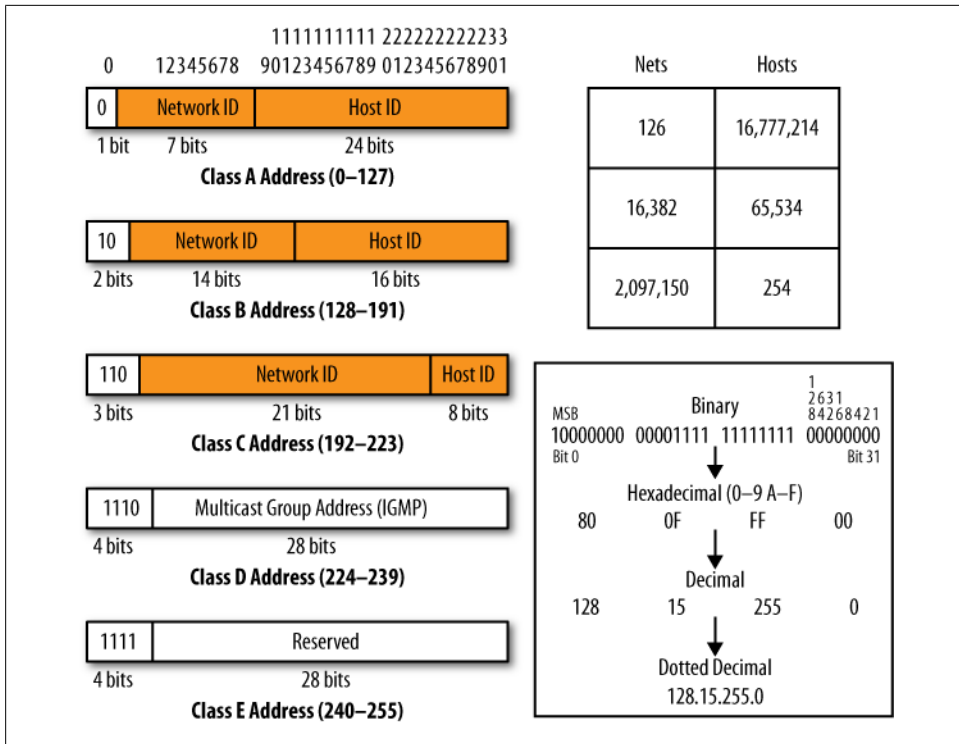 1111111111 222222222233
0 12345678 90123456789 012345678901
0 Network ID Host ID
1 bit 7 bits 24 bits
Class A Address (0–127)
10 Network ID Host ID
2 bits 14 bits 16 bits
Class B Address (128–191)
110 Network ID Host ID
3 bits 21 bits 8 bits
Class C Address (192–223)
1110 Multicast Group Address (IGMP)
4 bits 28 bits
Class D Address (224–239)
1111 Reserved
4 bits 28 bits
Class E Address (240–255)
Nets Hosts
126 16,777,214
16,382 65,534
2,097,150 254
1
2631
MSB Binary 84268421
10000000 00001111 11111111 00000000
Bit 0 Bit 31
Hexadecimal (0–9 A–F)
80 0F FF 00
Decimal
128 15 255 0
Dotted Decimal
128.15.255.0